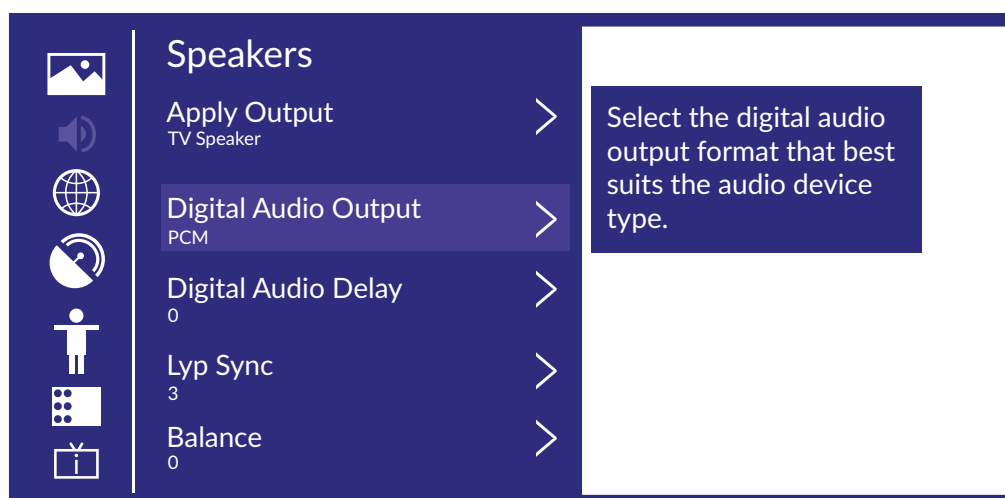 Speakers
Apply Output
TV Speaker
Digital Audio Output
PCM
Digital Audio Delay
0
Lyp Sync
3
Balance
0
Select the digital audio
output format that best
suits the audio device
type.